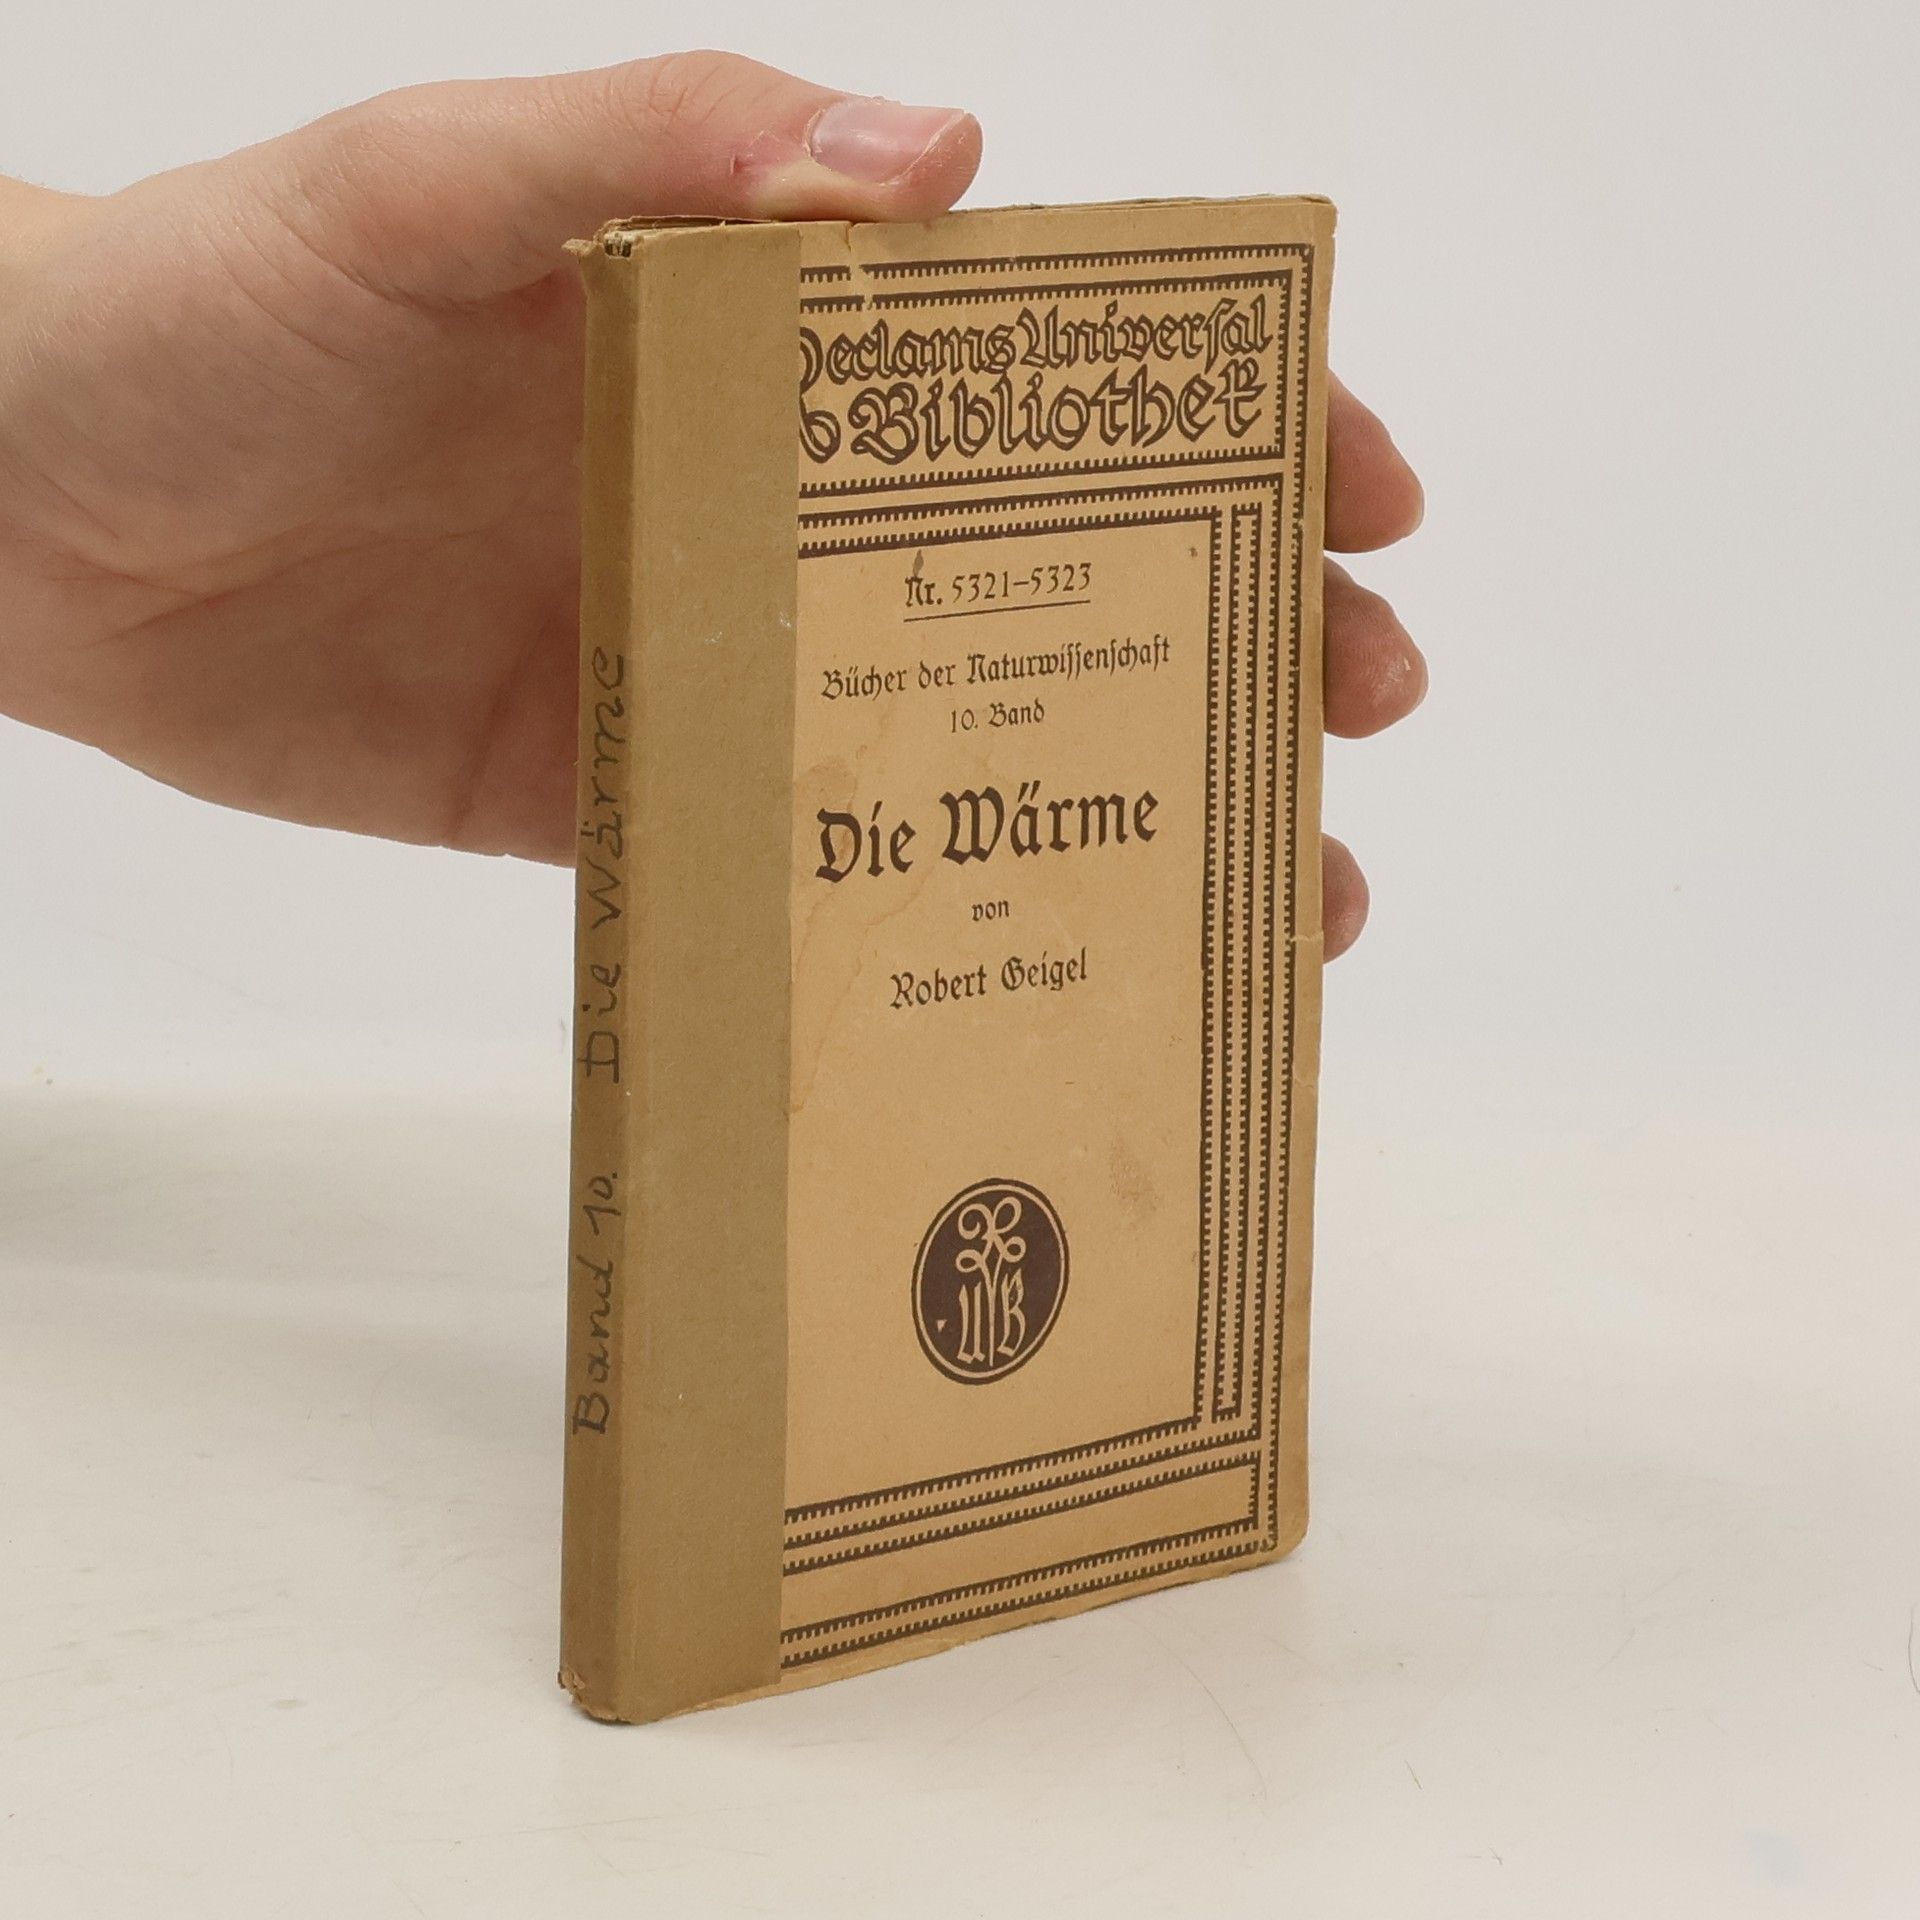 Reclams Universal
Bibliothek
Nr. 5321–5323
Bücher der Naturwiſſenſchaft
10. Band
Die Wärme
von
Robert Geigel
R
UB
Band 10. Die Wärme